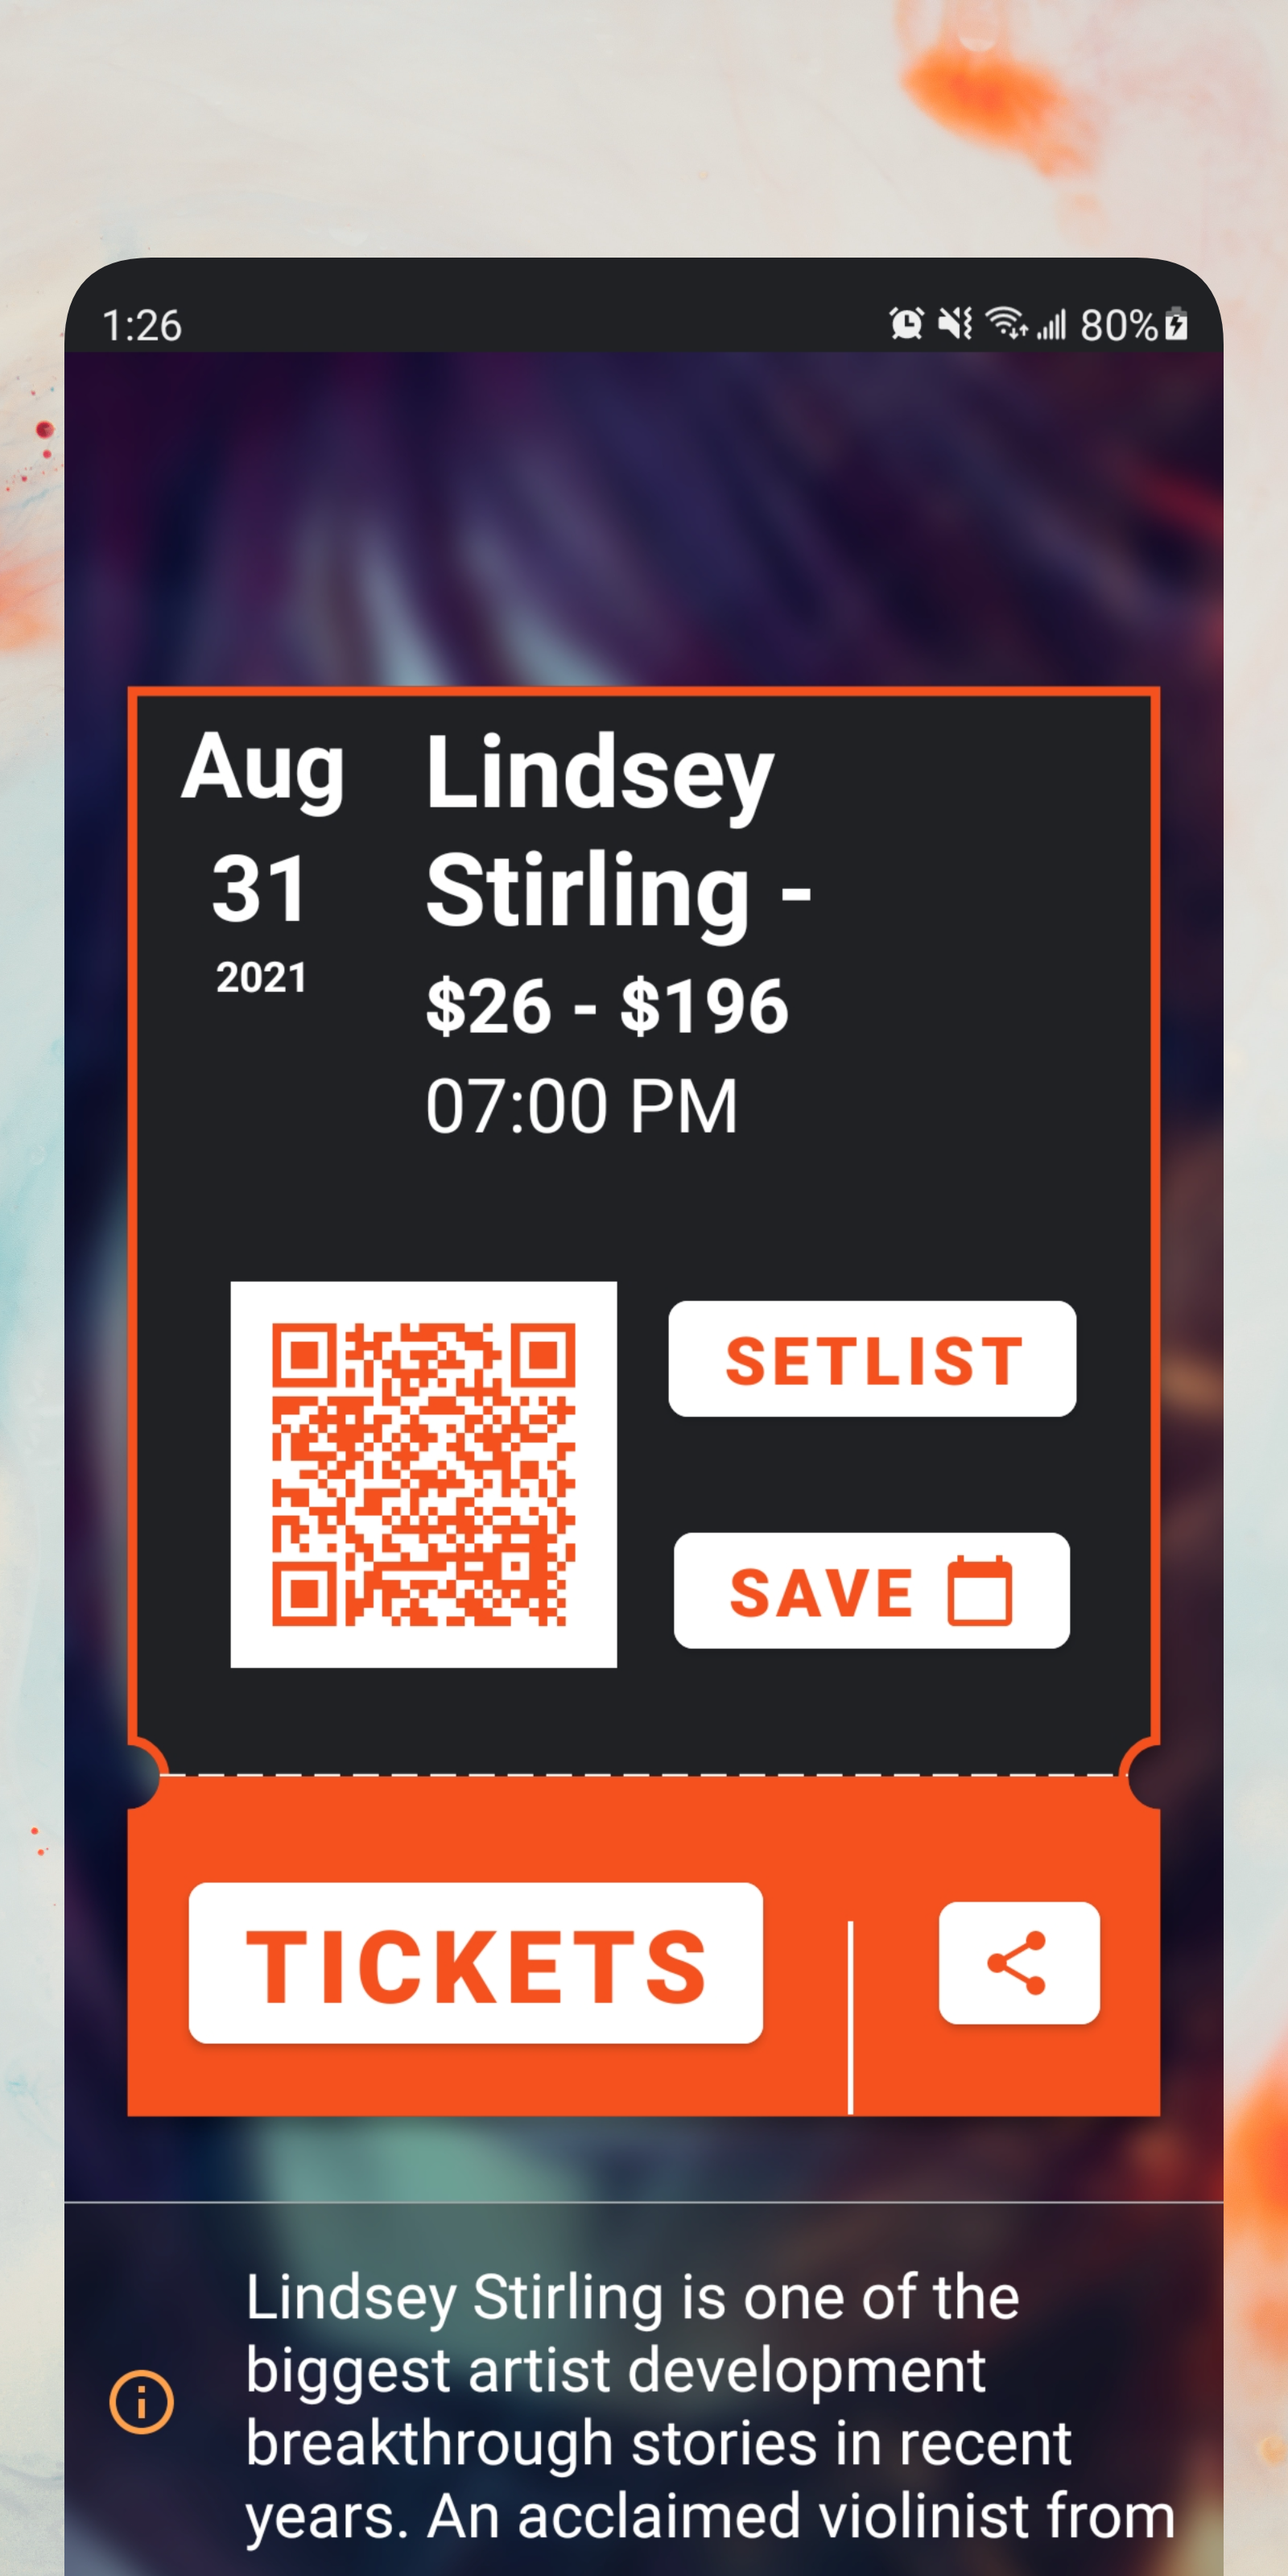 1:26
80%
Aug
31
2021
Lindsey
Stirling -
$26 - $196
07:00 PM
SETLIST
SAVE
TICKETS
Lindsey Stirling is one of the
biggest artist development
breakthrough stories in recent
years. An acclaimed violinist from